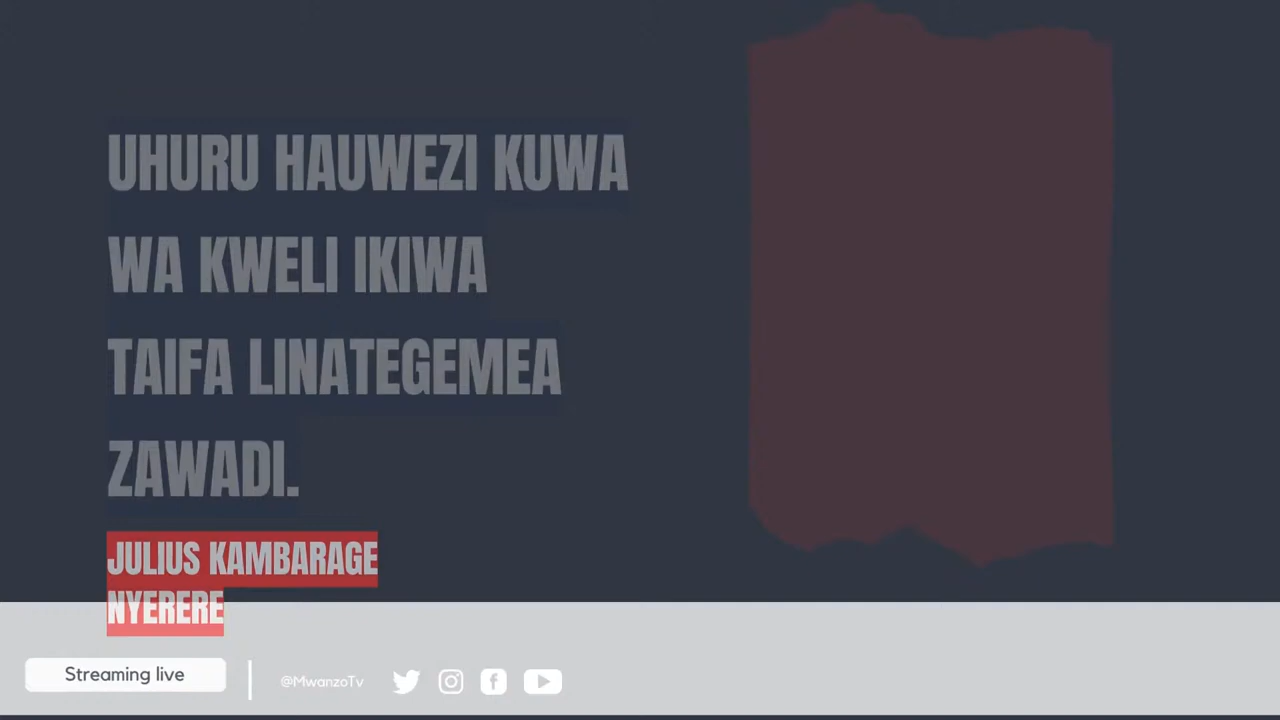 UHURU HAUWEZI KUWA
WA KWELI IKIWA
TAIFA LINATEGEMEA
ZAWADI.
JULIUS KAMBARAGE
NYERERE
Streaming live
@MwanzoTv